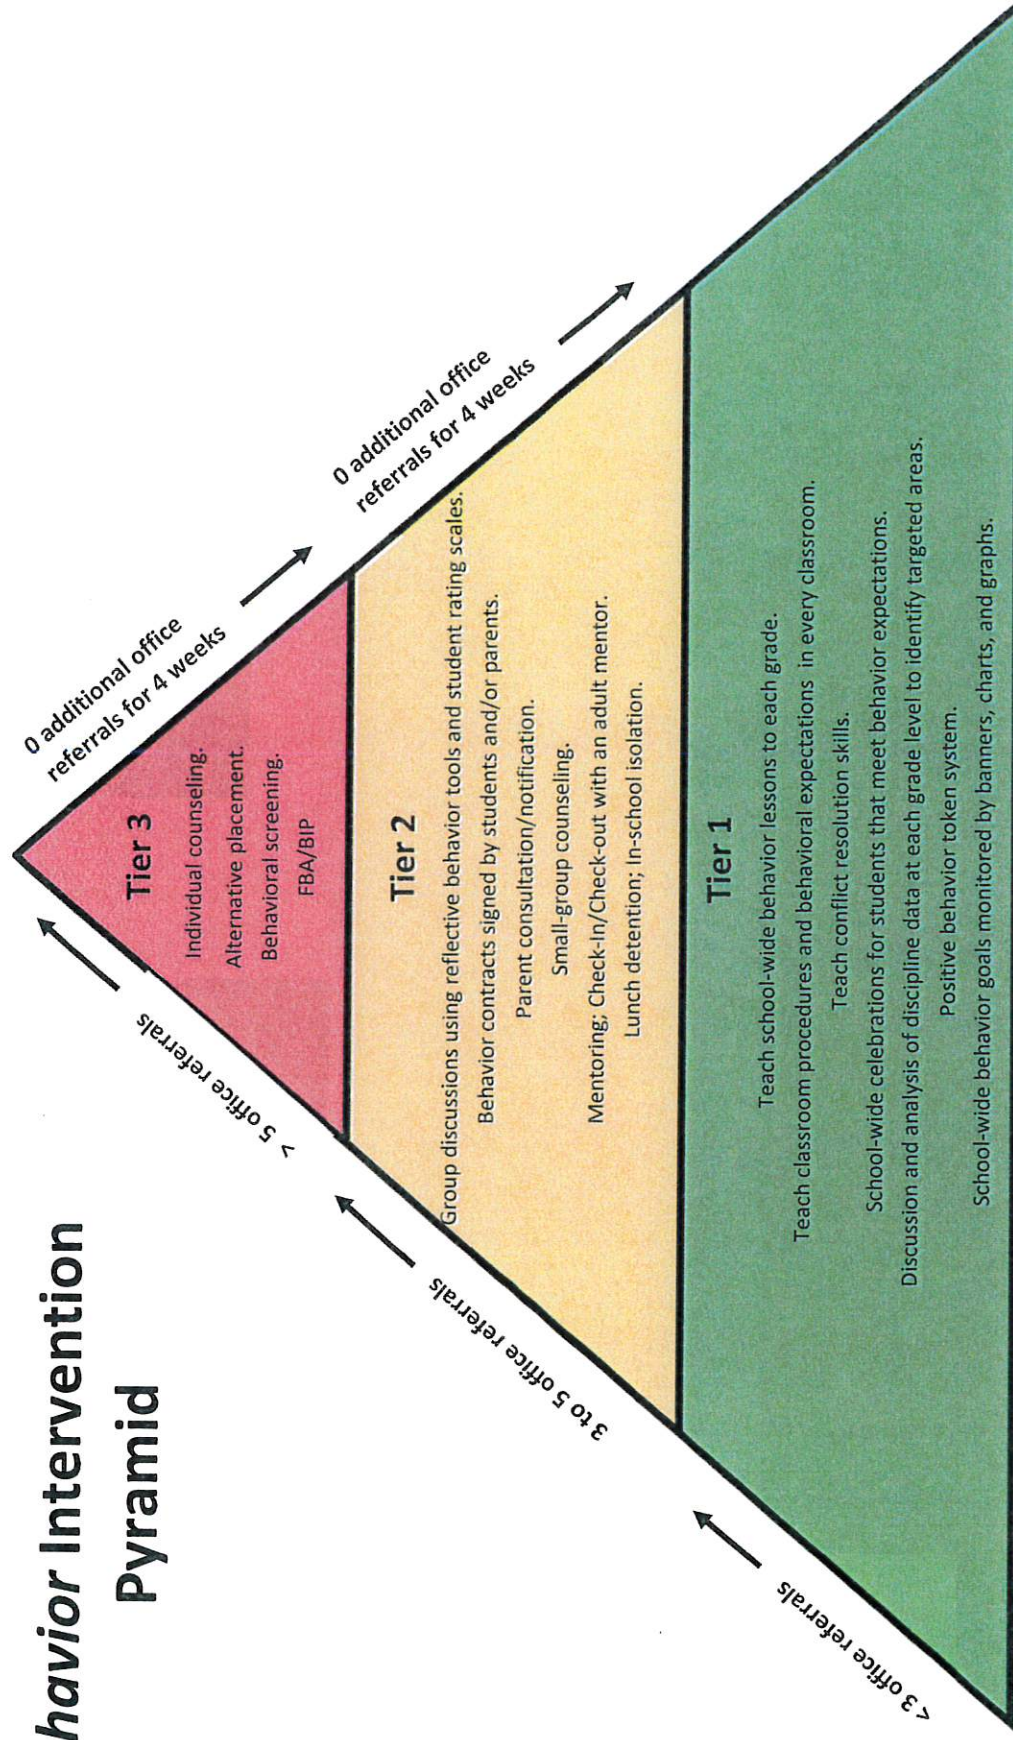 havior Intervention
Pyramid
0 additional office
referrals for 4 weeks
> 5 office referrals
Tier 3
Individual counseling.
Alternative placement.
Behavioral screening.
FBA/BIP
0 additional office
referrals for 4 weeks
3 to 5 office referrals
Tier 2
Group discussions using reflective behavior tools and student rating scales.
Behavior contracts signed by students and/or parents.
Parent consultation/notification.
Small-group counseling.
Mentoring; Check-In/Check-out with an adult mentor.
Lunch detention; In-school isolation.
< 3 office referrals
Tier 1
Teach school-wide behavior lessons to each grade.
Teach classroom procedures and behavioral expectations in every classroom.
Teach conflict resolution skills.
School-wide celebrations for students that meet behavior expectations.
Discussion and analysis of discipline data at each grade level to identify targeted areas.
Positive behavior token system.
School-wide behavior goals monitored by banners, charts, and graphs.